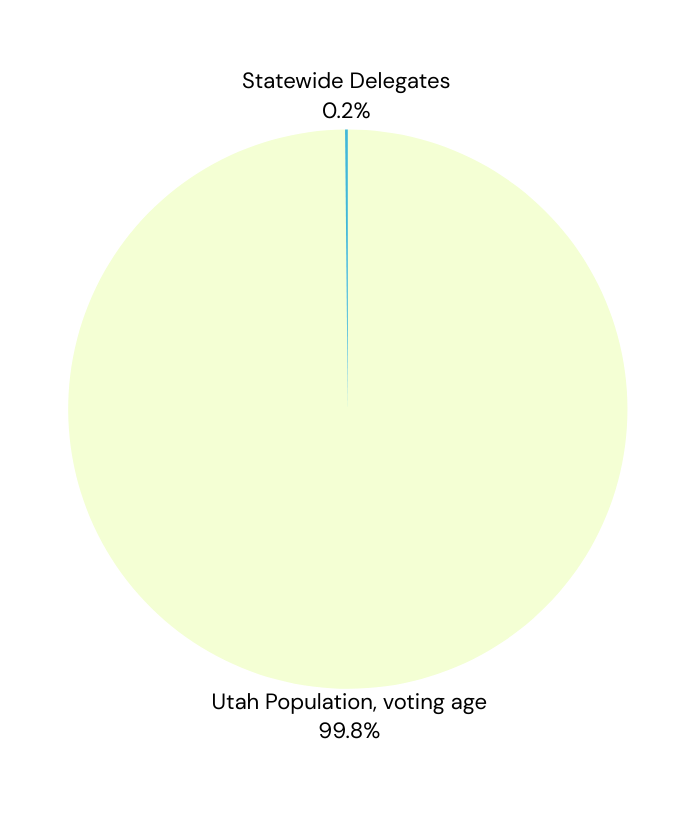 Statewide Delegates
0.2%
Utah Population, voting age
99.8%